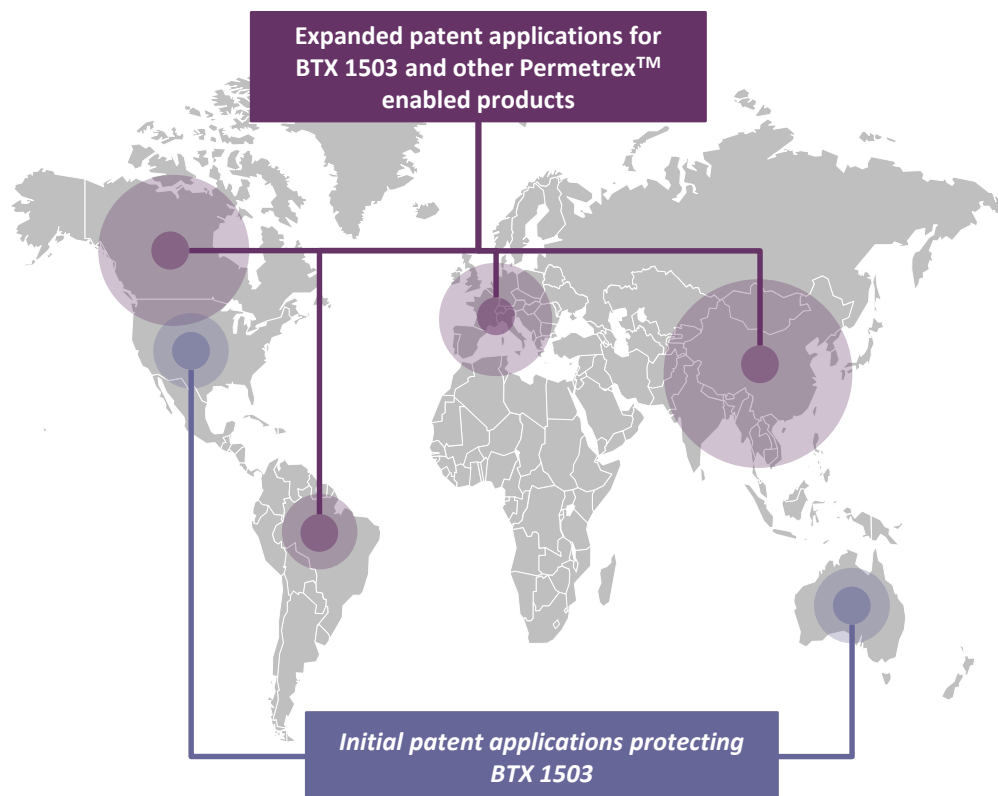 Expanded patent applications for
BTX 1503 and other Permetrex™
enabled products
Initial patent applications protecting
BTX 1503